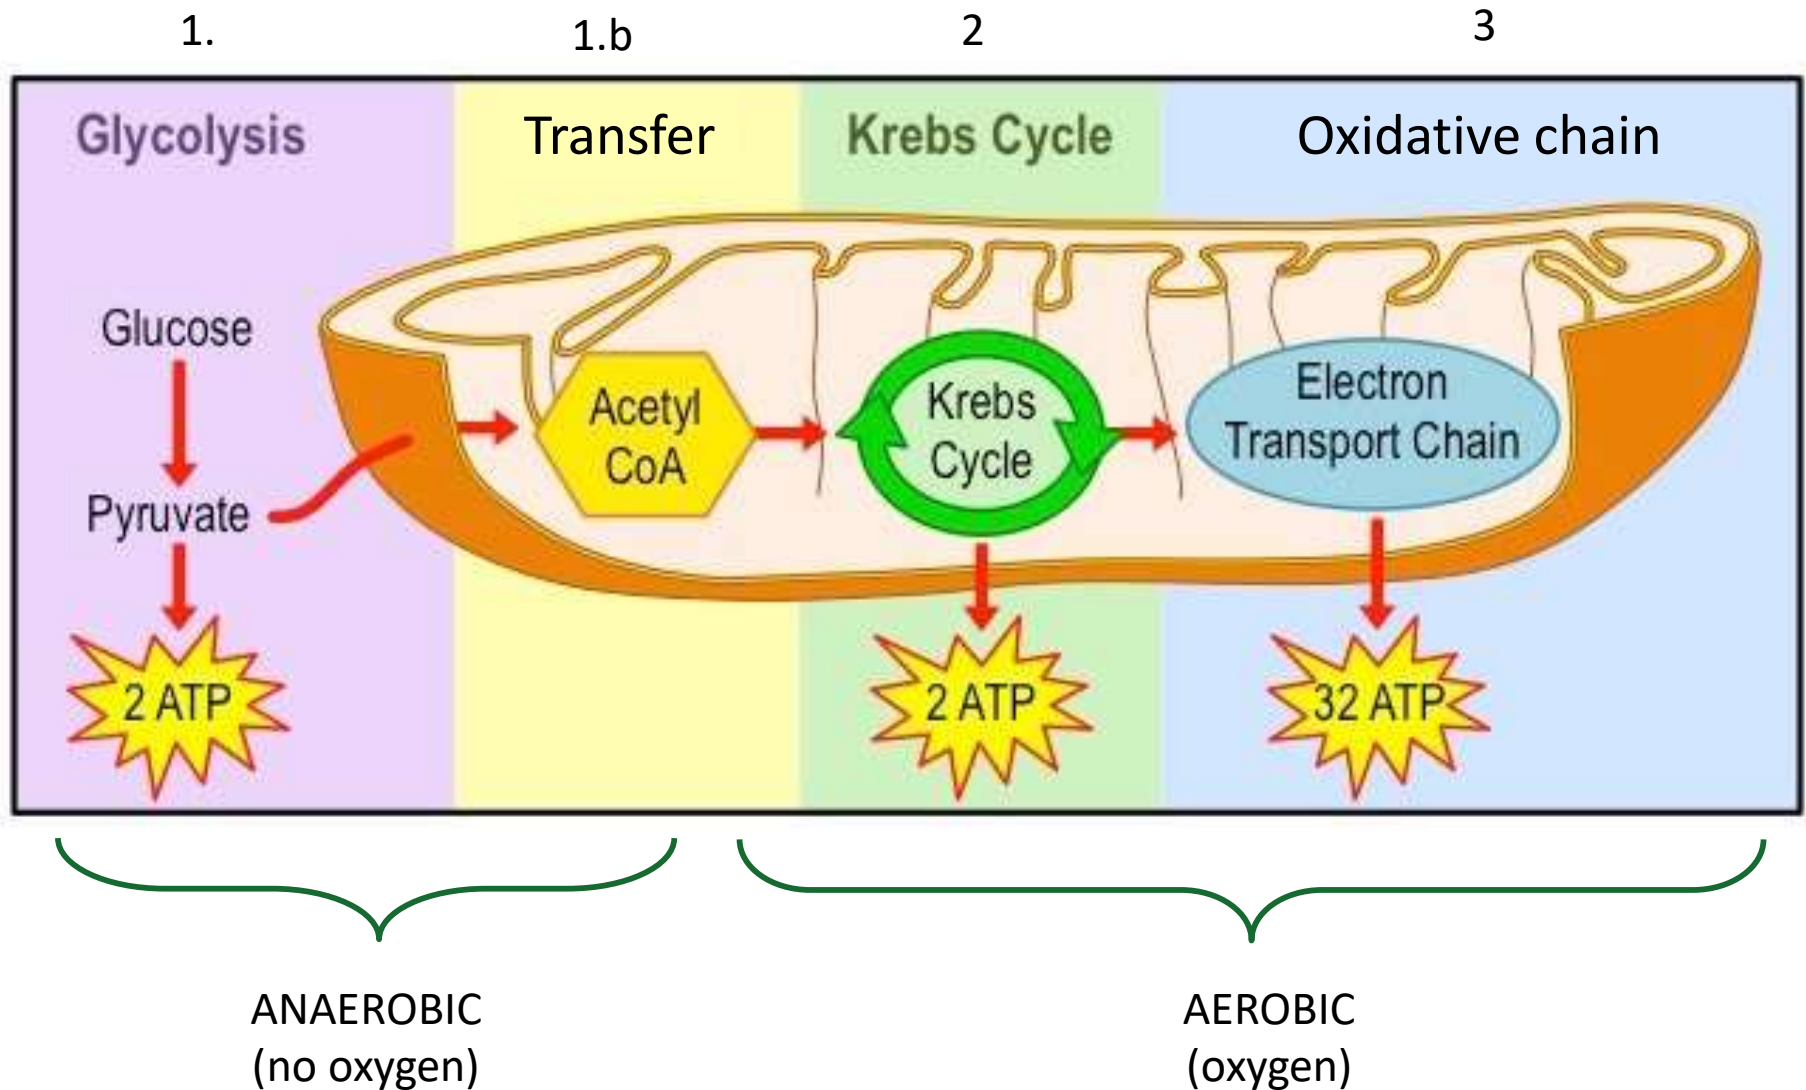 1.
1.b
2
3
Glycolysis
Transfer
Krebs Cycle
Oxidative chain
Glucose
Pyruvate
2 ATP
Acetyl
CoA
Krebs
Cycle
2 ATP
Electron
Transport Chain
32 ATP
ANAEROBIC
(no oxygen)
AEROBIC
(oxygen)